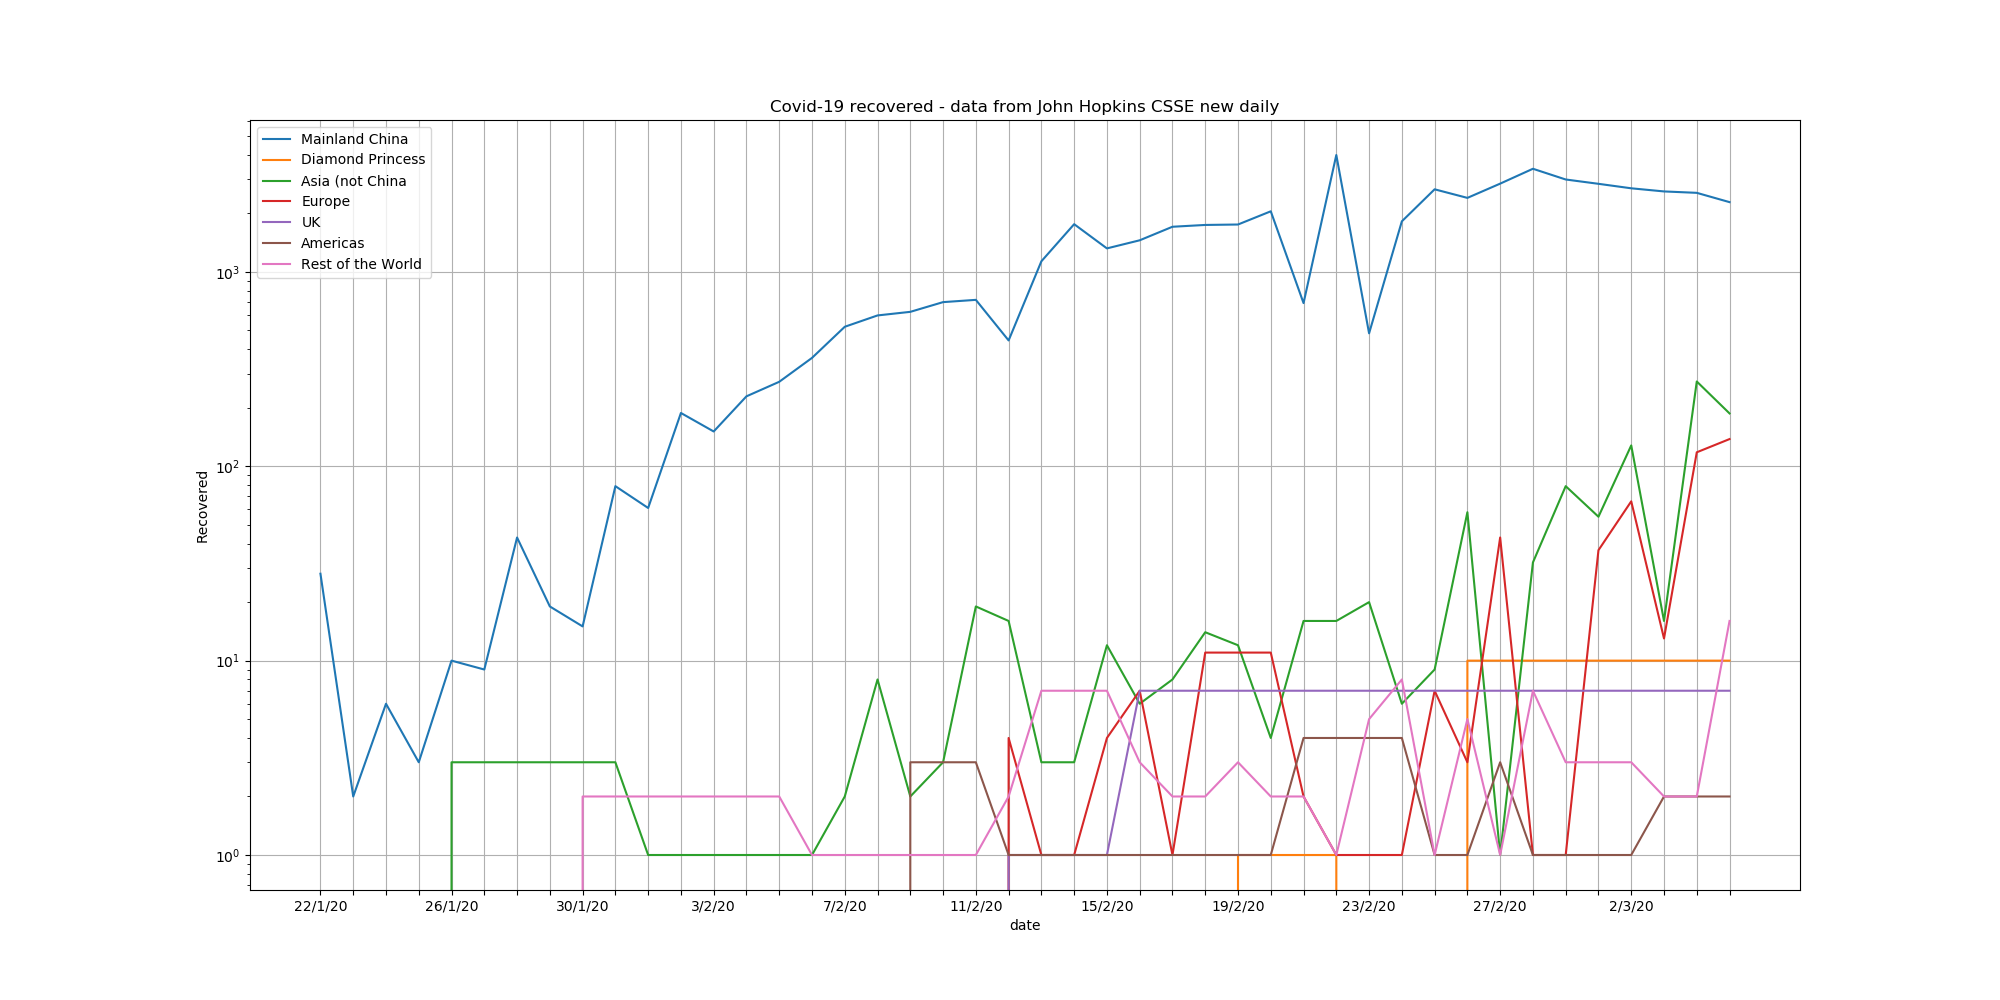 Covid-19 recovered - data from John Hopkins CSSE new daily
Mainland China
Diamond Princess
Asia (not China
Europe
UK
Americas
Rest of the World
10³
10²
10¹
10⁰
Recovered
22/1/20 26/1/20 30/1/20 3/2/20 7/2/20 11/2/20 15/2/20 19/2/20 23/2/20 27/2/20 2/3/20
date